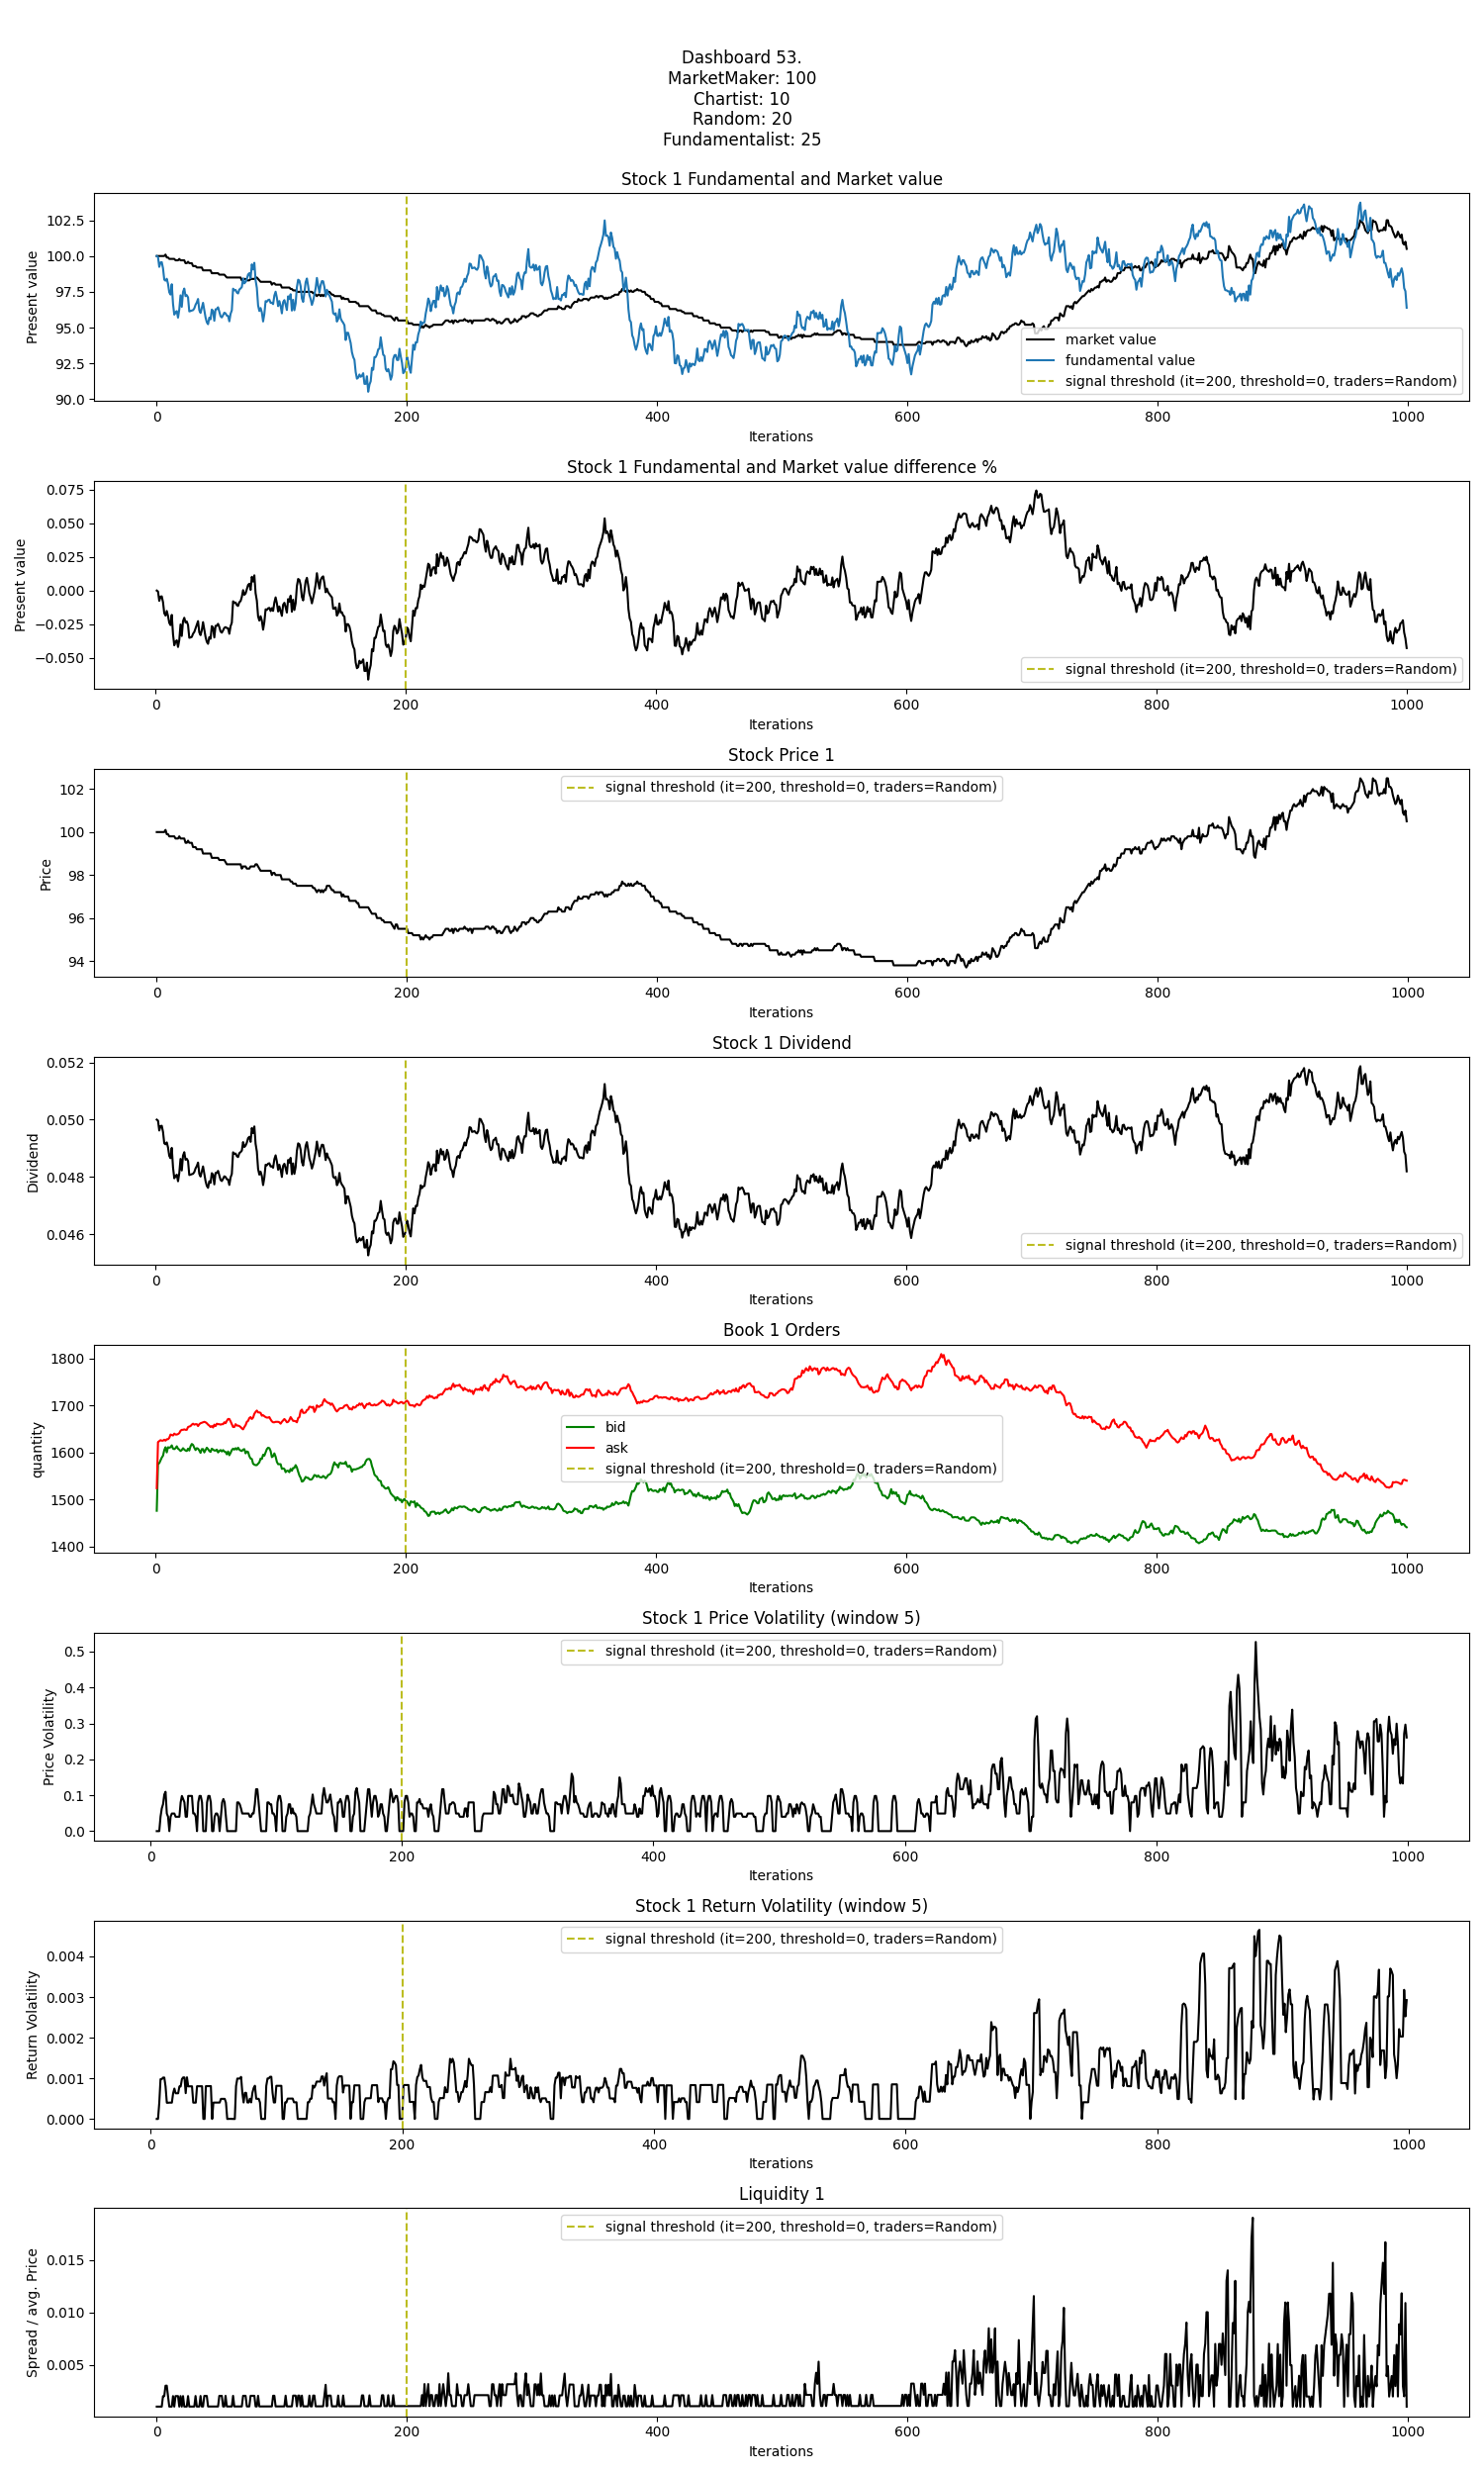 Dashboard 53.
MarketMaker: 100
Chartist: 10
Random: 20
Fundamentalist: 25
Stock 1 Fundamental and Market value
Present value
102.5
100.0
97.5
95.0
92.5
90.0
market value
fundamental value
signal threshold (it=200, threshold=0, traders=Random)
0 200 400 600 800 1000
Iterations
Stock 1 Fundamental and Market value difference %
Present value
0.075
0.050
0.025
0.000
−0.025
−0.050
signal threshold (it=200, threshold=0, traders=Random)
0 200 400 600 800 1000
Iterations
Stock Price 1
Price
102
100
98
96
94
signal threshold (it=200, threshold=0, traders=Random)
0 200 400 600 800 1000
Iterations
Stock 1 Dividend
Dividend
0.052
0.050
0.048
0.046
signal threshold (it=200, threshold=0, traders=Random)
0 200 400 600 800 1000
Iterations
Book 1 Orders
quantity
1800
1700
1600
1500
1400
bid
ask
signal threshold (it=200, threshold=0, traders=Random)
0 200 400 600 800 1000
Iterations
Stock 1 Price Volatility (window 5)
Price Volatility
0.5
0.4
0.3
0.2
0.1
0.0
signal threshold (it=200, threshold=0, traders=Random)
0 200 400 600 800 1000
Iterations
Stock 1 Return Volatility (window 5)
Return Volatility
0.004
0.003
0.002
0.001
0.000
signal threshold (it=200, threshold=0, traders=Random)
0 200 400 600 800 1000
Iterations
Liquidity 1
Spread / avg. Price
0.015
0.010
0.005
signal threshold (it=200, threshold=0, traders=Random)
0 200 400 600 800 1000
Iterations